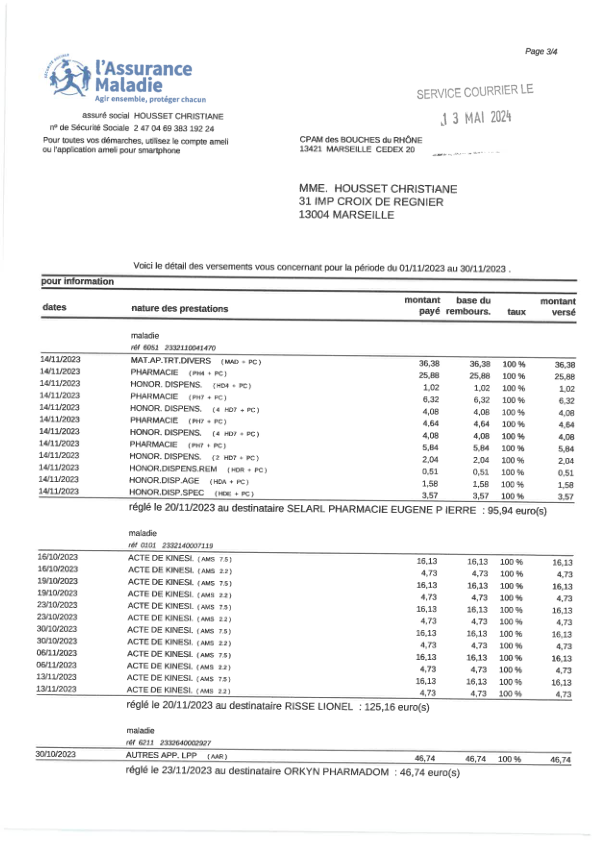 Page 3/4
SÉCURITÉ SOCIALE
l'Assurance
Maladie
Agir ensemble, protéger chacun
SERVICE COURRIER LE
13 MAI 2024
assuré social HOUSSET CHRISTIANE
n° de Sécurité Sociale 2 47 04 69 383 192 24
Pour toutes vos démarches, utilisez le compte ameli
ou l'application ameli pour smartphone
CPAM des BOUCHES du RHÔNE
13421 MARSEILLE CEDEX 20
MME. HOUSSET CHRISTIANE
31 IMP CROIX DE REGNIER
13004 MARSEILLE
Voici le détail des versements vous concernant pour la période du 01/11/2023 au 30/11/2023 .
pour information
dates nature des prestations montant payé base du rembours. taux montant versé
maladie
réf 6051 2332110041470
14/11/2023 MAT.AP.TRT.DIVERS ( MAD + PC ) 36,38 36,38 100 % 36,38
14/11/2023 PHARMACIE ( PH4 + PC ) 25,88 25,88 100 % 25,88
14/11/2023 HONOR. DISPENS. ( HD4 + PC ) 1,02 1,02 100 % 1,02
14/11/2023 PHARMACIE ( PH7 + PC ) 6,32 6,32 100 % 6,32
14/11/2023 HONOR. DISPENS. ( 4 HD7 + PC ) 4,08 4,08 100 % 4,08
14/11/2023 PHARMACIE ( PH7 + PC ) 4,64 4,64 100 % 4,64
14/11/2023 HONOR. DISPENS. ( 4 HD7 + PC ) 4,08 4,08 100 % 4,08
14/11/2023 PHARMACIE ( PH7 + PC ) 5,84 5,84 100 % 5,84
14/11/2023 HONOR. DISPENS. ( 2 HD7 + PC ) 2,04 2,04 100 % 2,04
14/11/2023 HONOR.DISPENS.REM ( HDR + PC ) 0,51 0,51 100 % 0,51
14/11/2023 HONOR.DISP.AGE ( HDA + PC ) 1,58 1,58 100 % 1,58
14/11/2023 HONOR.DISP.SPEC ( HDE + PC ) 3,57 3,57 100 % 3,57
réglé le 20/11/2023 au destinataire SELARL PHARMACIE EUGENE P IERRE : 95,94 euro(s)
maladie
réf 0101 2332140007119
16/10/2023 ACTE DE KINESI. ( AMS 7.5 ) 16,13 16,13 100 % 16,13
16/10/2023 ACTE DE KINESI. ( AMS 2.2 ) 4,73 4,73 100 % 4,73
19/10/2023 ACTE DE KINESI. ( AMS 7.5 ) 16,13 16,13 100 % 16,13
19/10/2023 ACTE DE KINESI. ( AMS 2.2 ) 4,73 4,73 100 % 4,73
23/10/2023 ACTE DE KINESI. ( AMS 7.5 ) 16,13 16,13 100 % 16,13
23/10/2023 ACTE DE KINESI. ( AMS 2.2 ) 4,73 4,73 100 % 4,73
30/10/2023 ACTE DE KINESI. ( AMS 7.5 ) 16,13 16,13 100 % 16,13
30/10/2023 ACTE DE KINESI. ( AMS 2.2 ) 4,73 4,73 100 % 4,73
06/11/2023 ACTE DE KINESI. ( AMS 7.5 ) 16,13 16,13 100 % 16,13
06/11/2023 ACTE DE KINESI. ( AMS 2.2 ) 4,73 4,73 100 % 4,73
13/11/2023 ACTE DE KINESI. ( AMS 7.5 ) 16,13 16,13 100 % 16,13
13/11/2023 ACTE DE KINESI. ( AMS 2.2 ) 4,73 4,73 100 % 4,73
réglé le 20/11/2023 au destinataire RISSE LIONEL : 125,16 euro(s)
maladie
réf 6211 2332640002927
30/10/2023 AUTRES APP. LPP ( AAR ) 46,74 46,74 100 % 46,74
réglé le 23/11/2023 au destinataire ORKYN PHARMADOM : 46,74 euro(s)